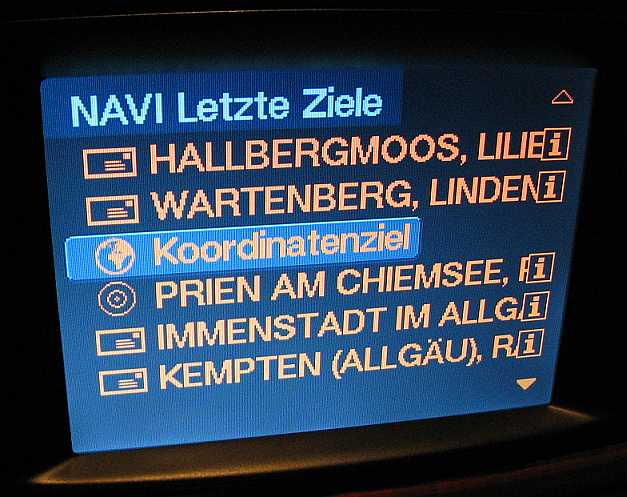 NAVI Letzte Ziele
HALLBERGMOOS, LILIE i
WARTENBERG, LINDEN i
Koordinatenziel
PRIEN AM CHIEMSEE, i
IMMENSTADT IM ALLG i
KEMPTEN (ALLGÄU), R i